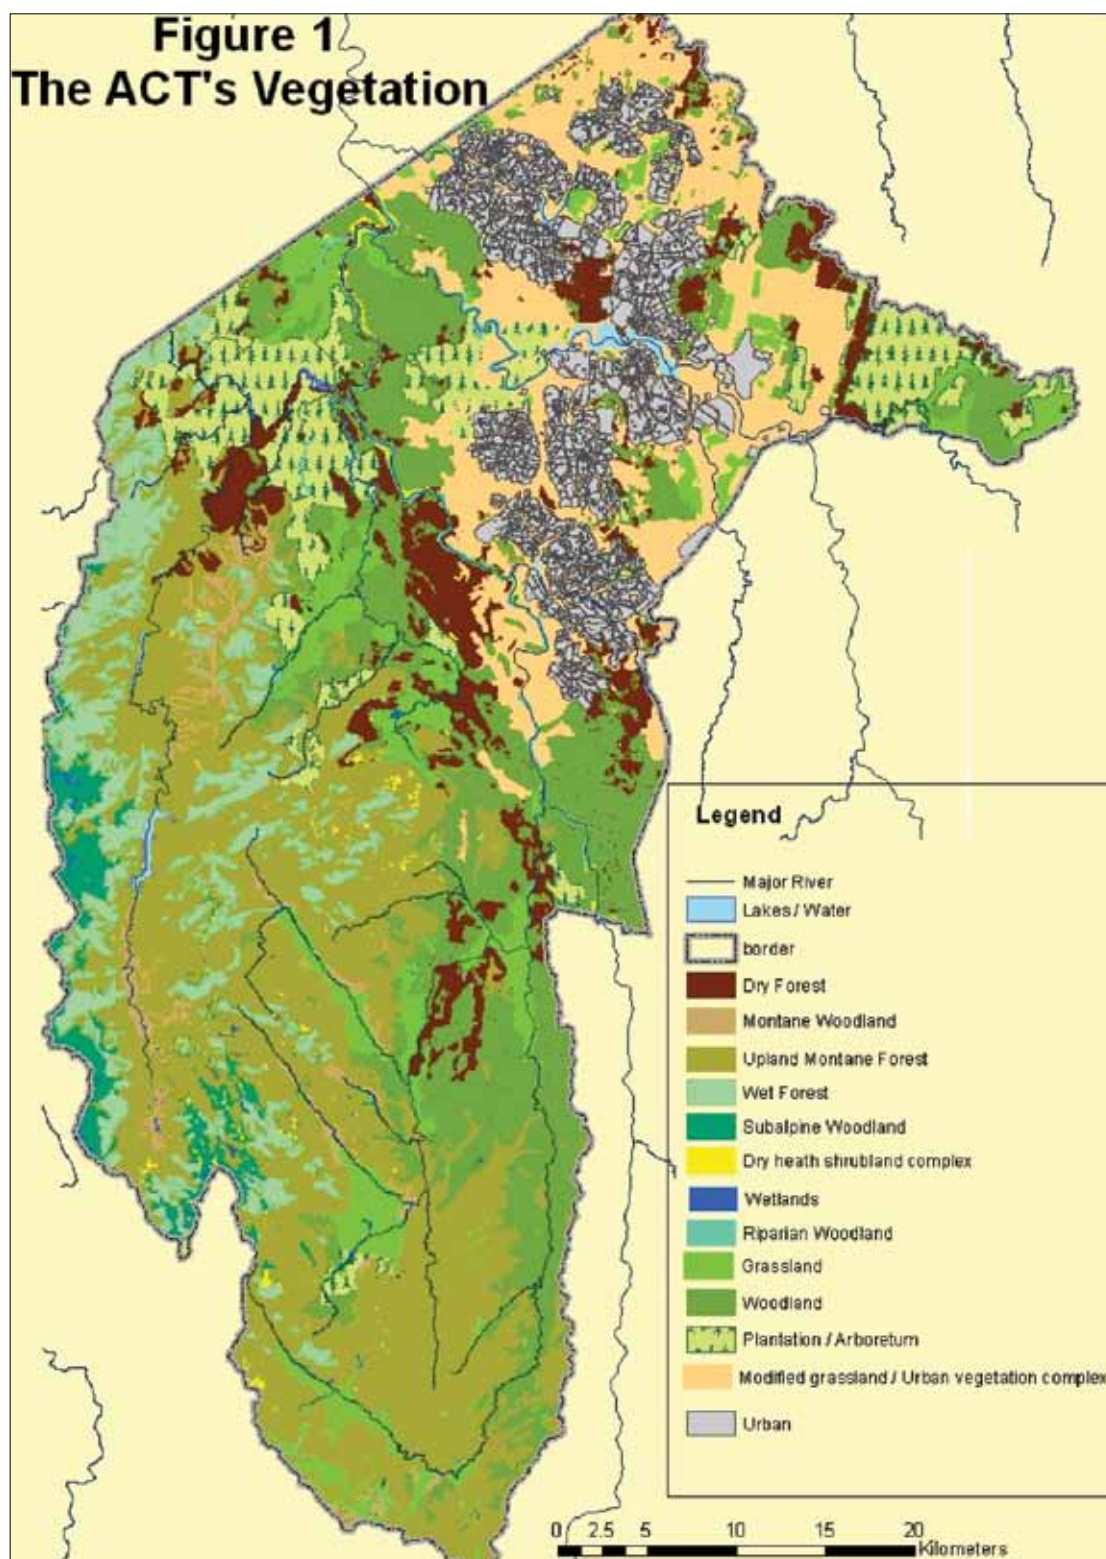 Figure 1
The ACT's Vegetation
Legend
Major River
Lakes / Water
border
Dry Forest
Montane Woodland
Upland Montane Forest
Wet Forest
Subalpine Woodland
Dry heath shrubland complex
Wetlands
Riparian Woodland
Grassland
Woodland
Plantation / Arboretum
Modified grassland / Urban vegetation complex
Urban
0 2.5 5 10 15 20
Kilometers